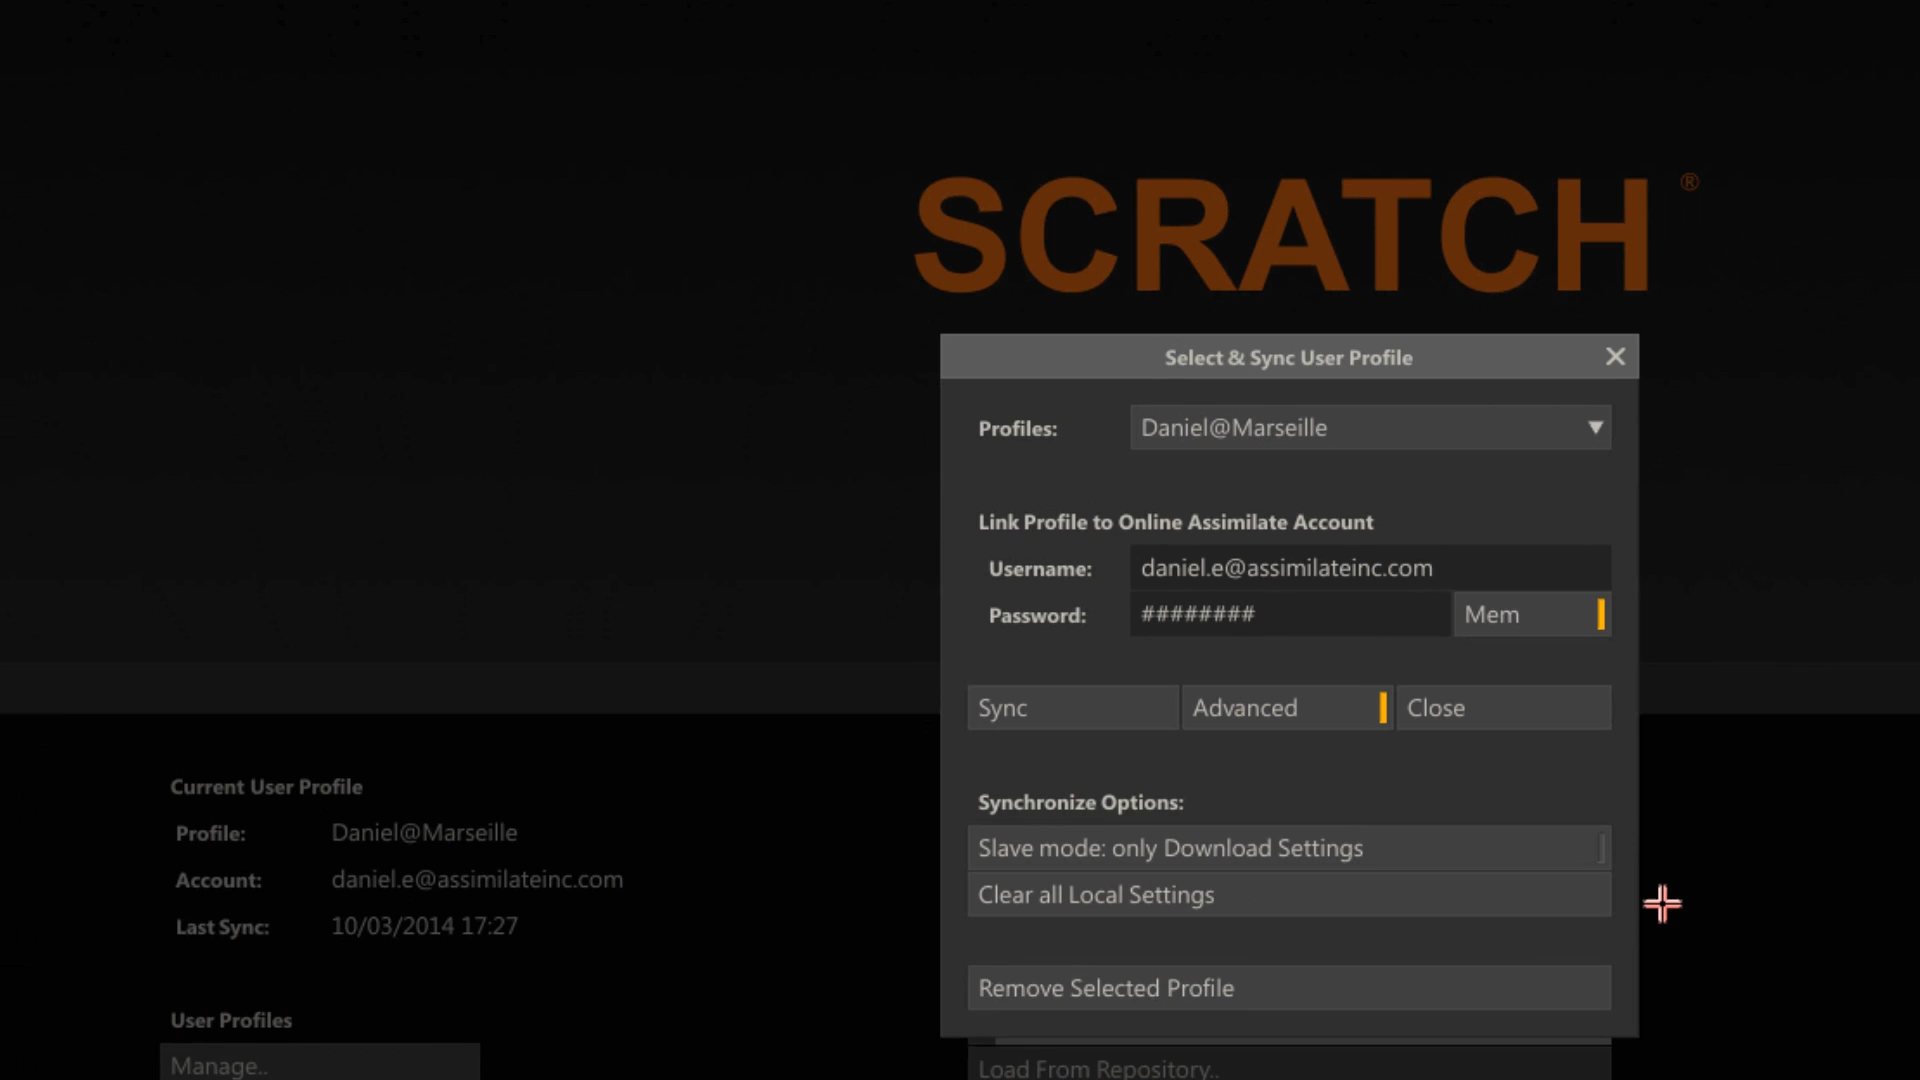 SCRATCH ®
Select & Sync User Profile
Profiles: Daniel@Marseille
Link Profile to Online Assimilate Account
Username: daniel.e@assimilateinc.com
Password: ######## Mem
Sync Advanced Close
Synchronize Options:
Slave mode: only Download Settings
Clear all Local Settings
Remove Selected Profile
Load From Repository..
Current User Profile
Profile: Daniel@Marseille
Account: daniel.e@assimilateinc.com
Last Sync: 10/03/2014 17:27
User Profiles
Manage..